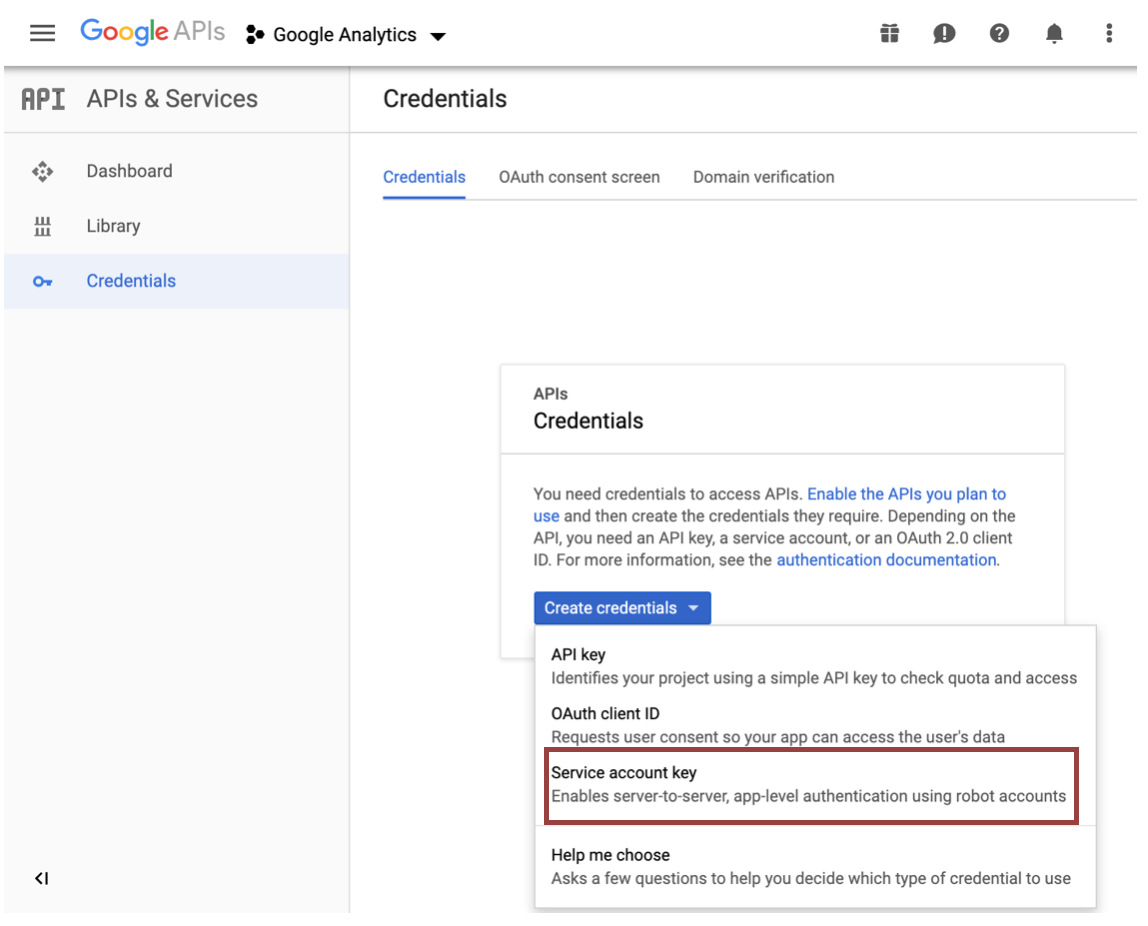 Google APIs Google Analytics
API APIs & Services
Credentials
Dashboard
Library
Credentials
Credentials OAuth consent screen Domain verification
APIs
Credentials
You need credentials to access APIs. Enable the APIs you plan to
use and then create the credentials they require. Depending on the
API, you need an API key, a service account, or an OAuth 2.0 client
ID. For more information, see the authentication documentation.
Create credentials
API key
Identifies your project using a simple API key to check quota and access
OAuth client ID
Requests user consent so your app can access the user's data
Service account key
Enables server-to-server, app-level authentication using robot accounts
Help me choose
Asks a few questions to help you decide which type of credential to use